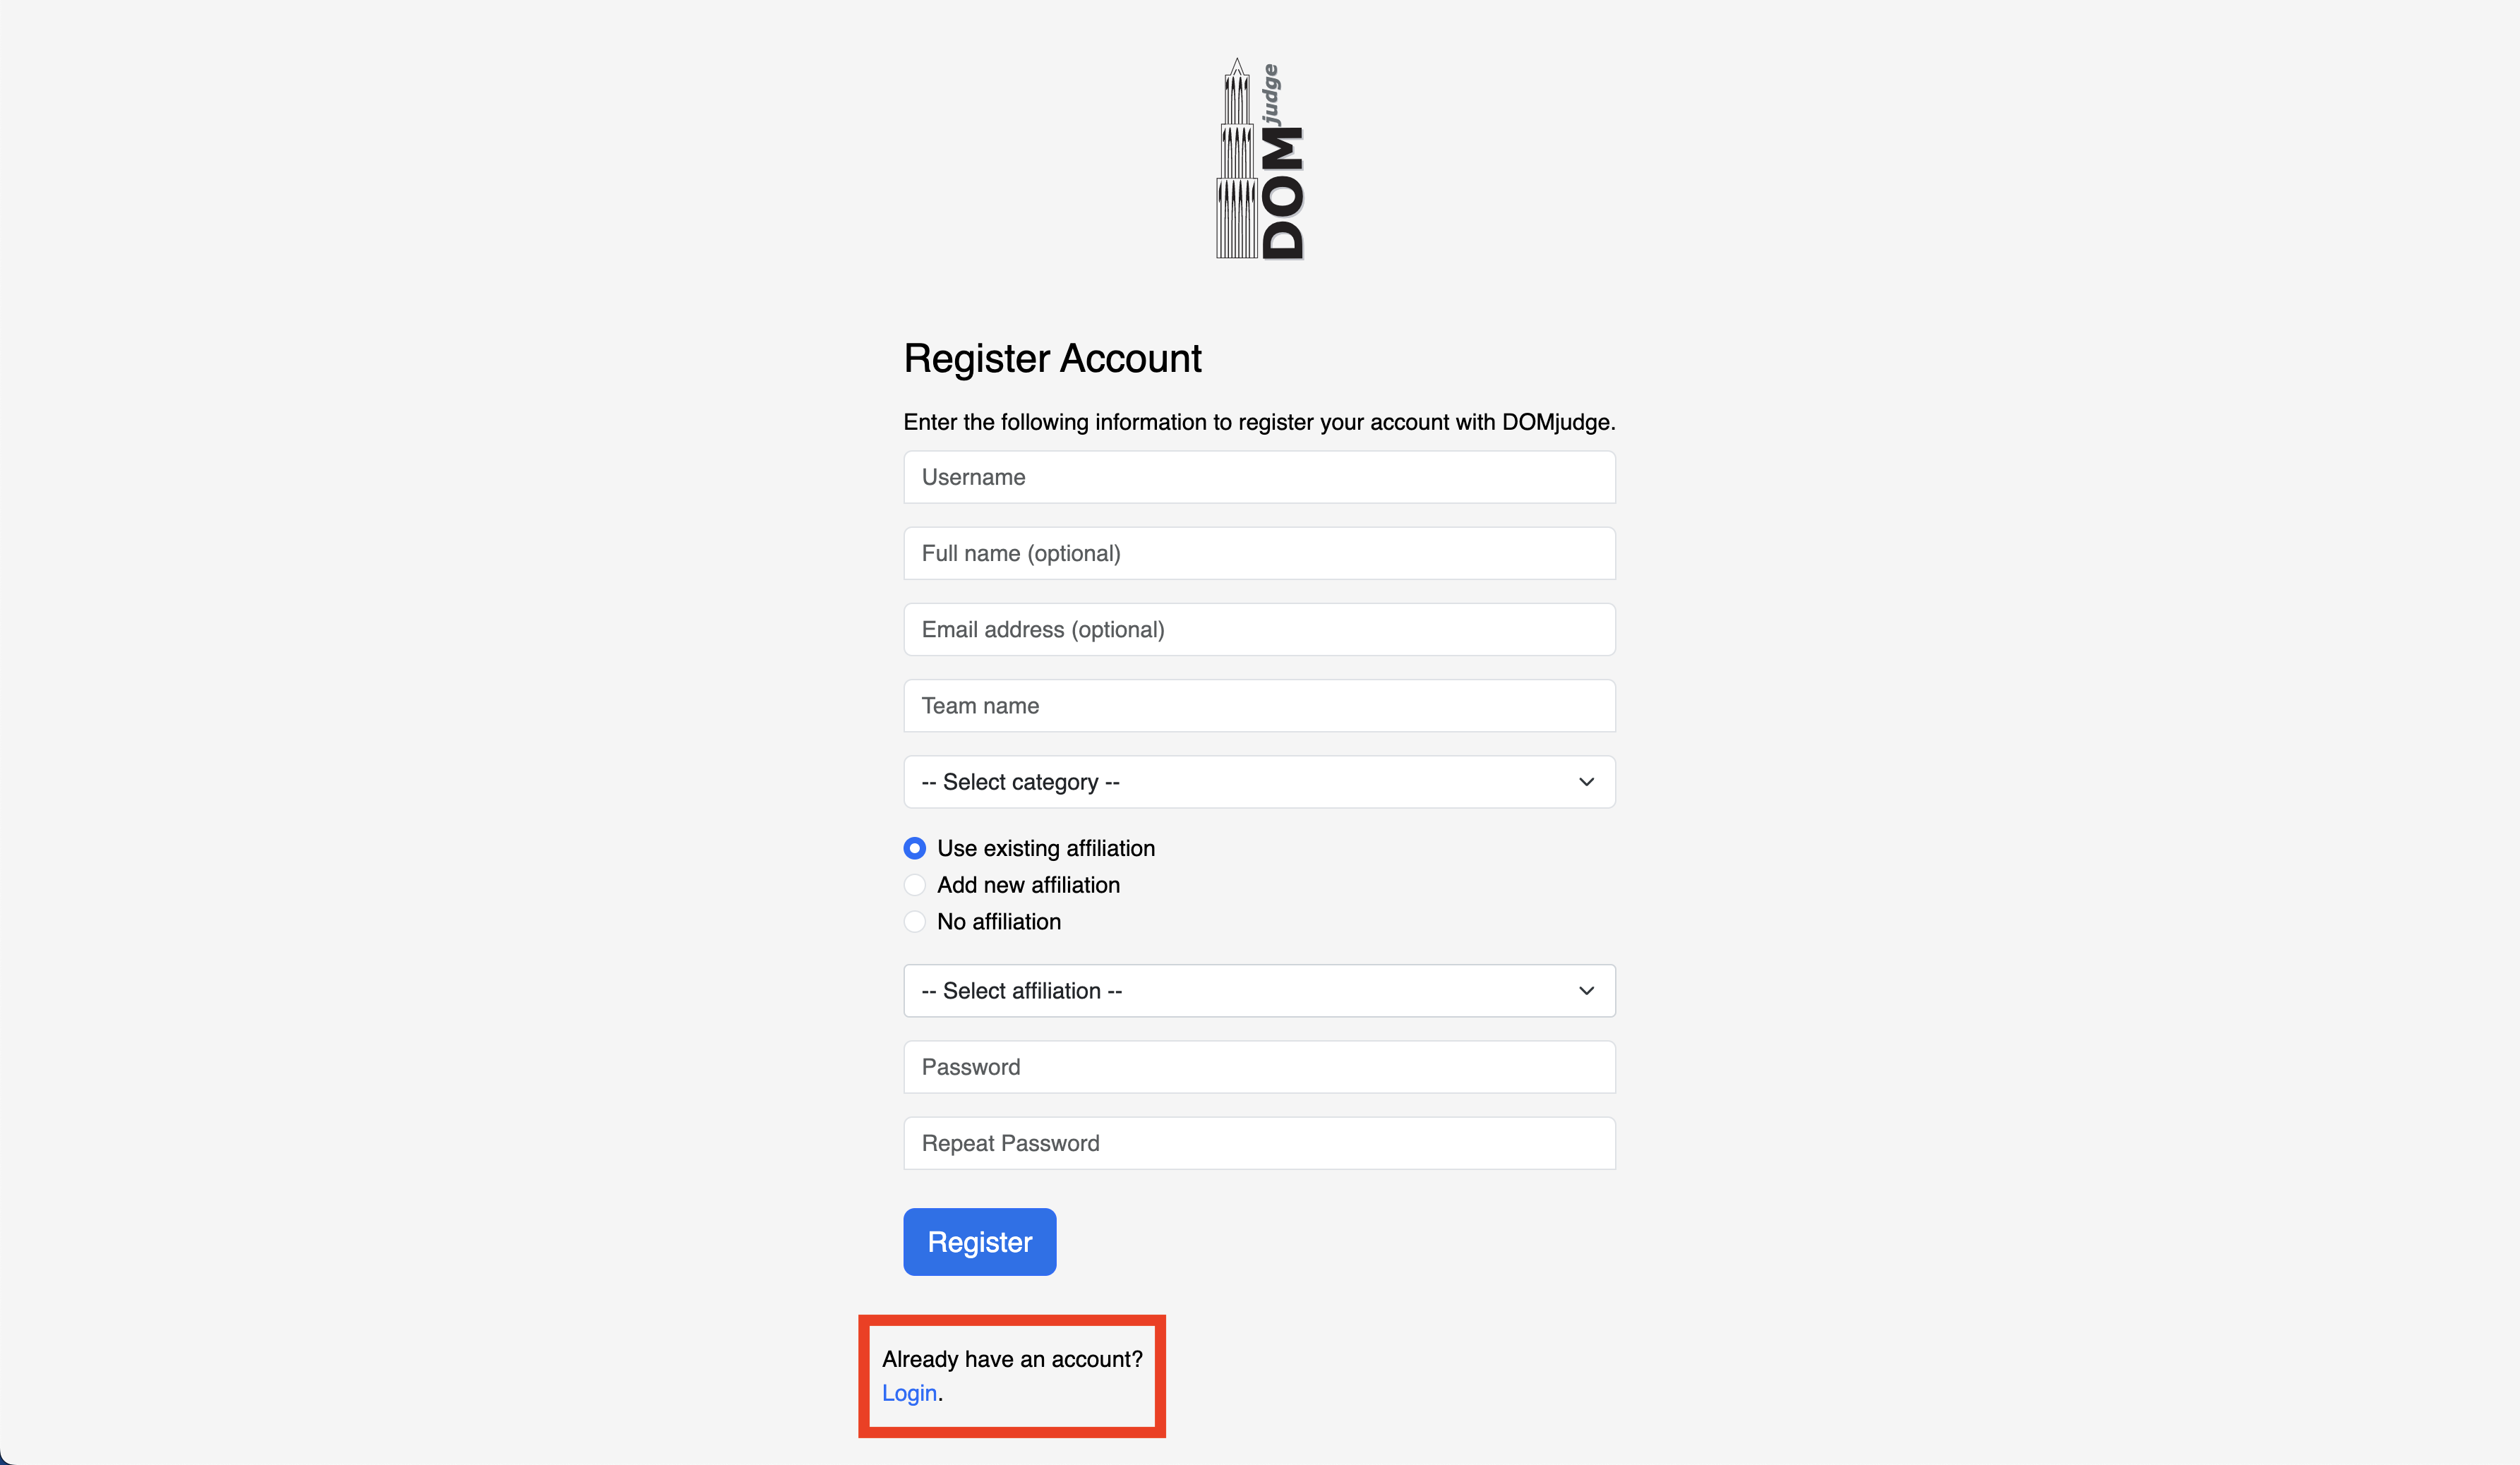 DOMjudge
Register Account
Enter the following information to register your account with DOMjudge.
Username
Full name (optional)
Email address (optional)
Team name
-- Select category --
Use existing affiliation
Add new affiliation
No affiliation
-- Select affiliation --
Password
Repeat Password
Register
Already have an account?
Login.